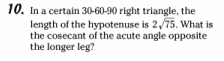 10. In a certain 30-60-90 right triangle, the
length of the hypotenuse is 2√75. What is
the cosecant of the acute angle opposite
the longer leg?